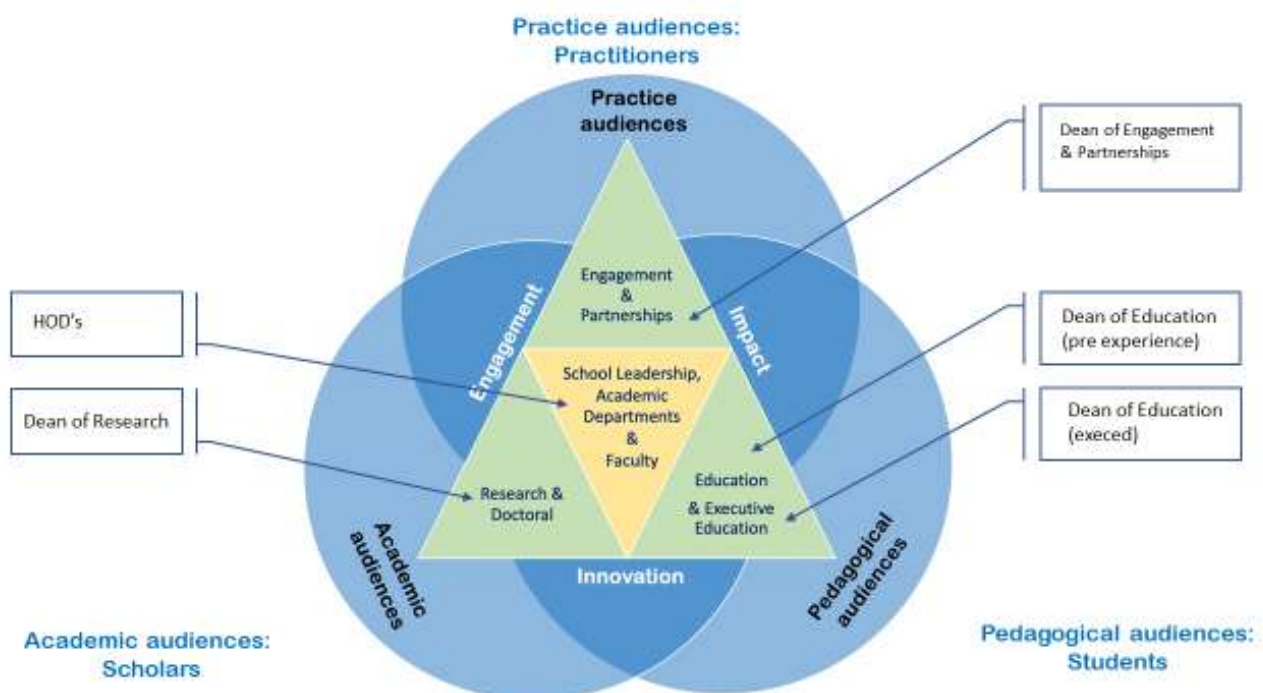 Practice audiences:
Practitioners
Practice
audiences
Dean of Engagement
& Partnerships
Engagement
&
Partnerships
Engagement
Impact
HOD's
Dean of Research
School Leadership,
Academic
Departments
&
Faculty
Dean of Education
(pre experience)
Dean of Education
(execed)
Research &
Doctoral
Education
& Executive
Education
Innovation
Academic
audiences
Pedagogical
audiences
Academic audiences:
Scholars
Pedagogical audiences:
Students